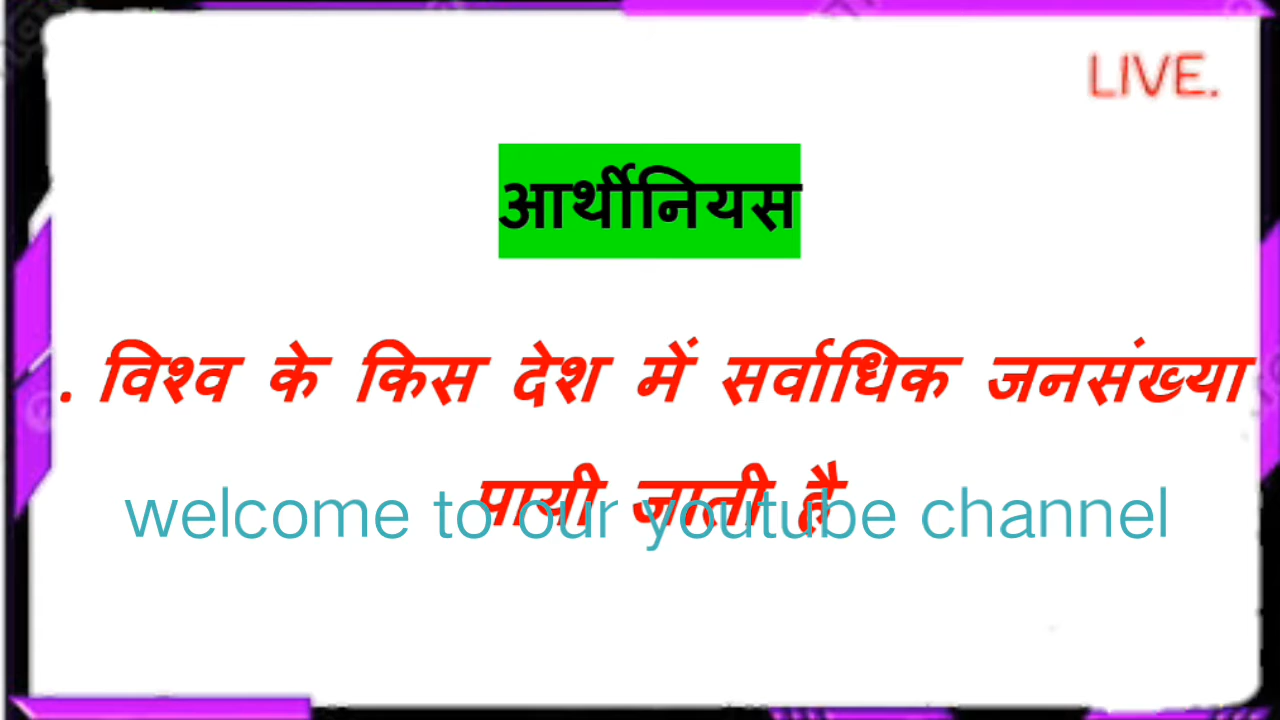 LIVE.
आर्थीनियस
. विश्व के किस देश में सर्वाधिक जनसंख्या
पायी जाती है
welcome to our youtube channel